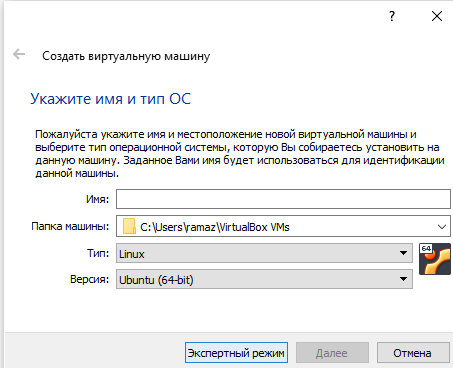 ?
Создать виртуальную машину
Укажите имя и тип ОС
Пожалуйста укажите имя и местоположение новой виртуальной машины и
выберите тип операционной системы, которую Вы собираетесь установить на
данную машину. Заданное Вами имя будет использоваться для идентификации
данной машины.
Имя:
Папка машины: C:\Users\ramaz\VirtualBox VMs
Тип: Linux 64
Версия: Ubuntu (64-bit)
Экспертный режим Далее Отмена